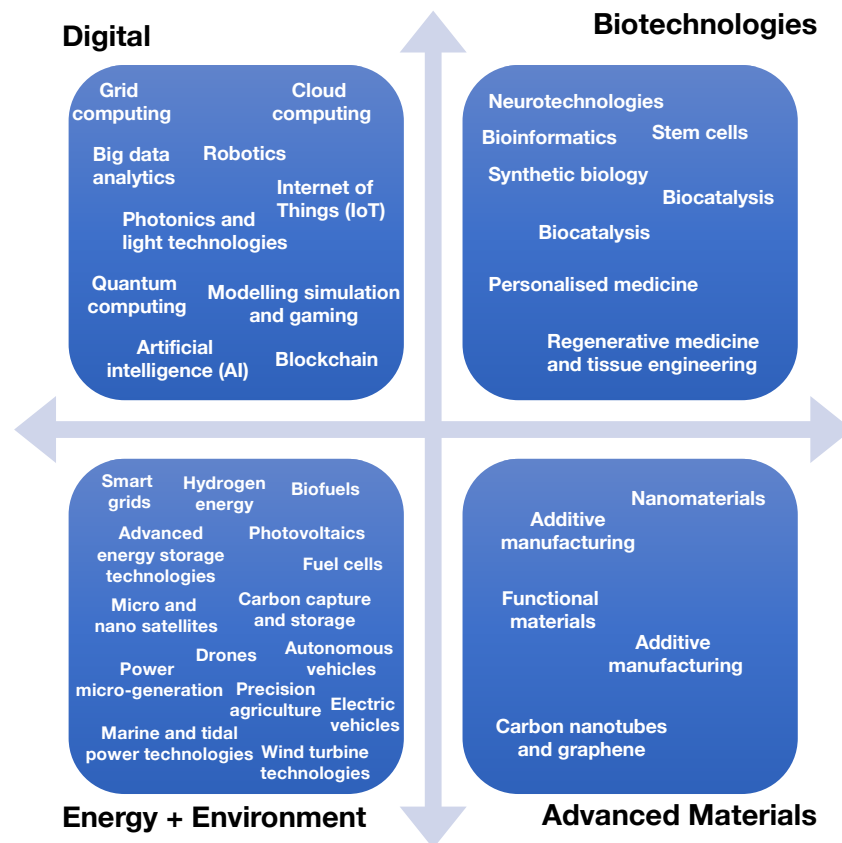 Digital
Grid
computing
Cloud
computing
Big data
analytics
Robotics
Internet of
Things (IoT)
Photonics and
light technologies
Quantum
computing
Modelling simulation
and gaming
Artificial
intelligence (AI)
Blockchain
Biotechnologies
Neurotechnologies
Bioinformatics
Stem cells
Synthetic biology
Biocatalysis
Biocatalysis
Personalised medicine
Regenerative medicine
and tissue engineering
Smart
grids
Hydrogen
energy
Biofuels
Advanced
energy storage
technologies
Photovoltaics
Fuel cells
Micro and
nano satellites
Carbon capture
and storage
Drones
Autonomous
vehicles
Power
micro-generation
Precision
agriculture
Electric
vehicles
Marine and tidal
power technologies
Wind turbine
technologies
Energy + Environment
Nanomaterials
Additive
manufacturing
Functional
materials
Additive
manufacturing
Carbon nanotubes
and graphene
Advanced Materials